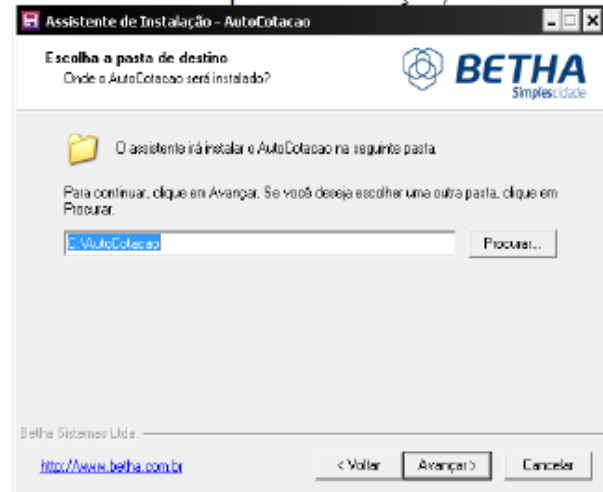 Assistente de Instalação - AutoCotacao
Escolha a pasta de destino
Onde o AutoCotacao será instalado?
BETHA
Simplescidade
O assistente irá instalar o AutoCotacao na seguinte pasta.
Para continuar, clique em Avançar. Se você deseja escolher uma outra pasta, clique em
Procurar.
C:\AutoCotacao
Procurar...
Betha Sistemas Ltda.
http://www.betha.com.br
< Voltar
Avançar >
Cancelar